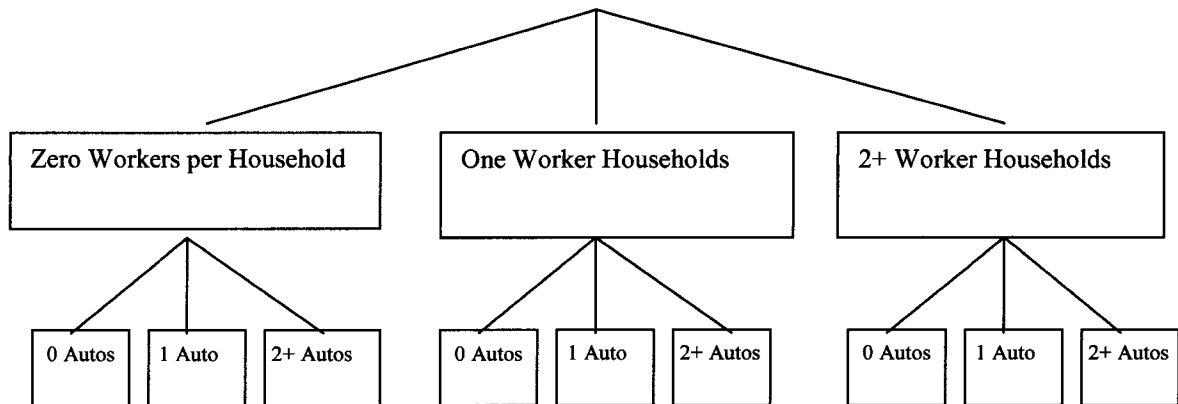 Zero Workers per Household
One Worker Households
2+ Worker Households
0 Autos
1 Auto
2+ Autos
0 Autos
1 Auto
2+ Autos
0 Autos
1 Auto
2+ Autos